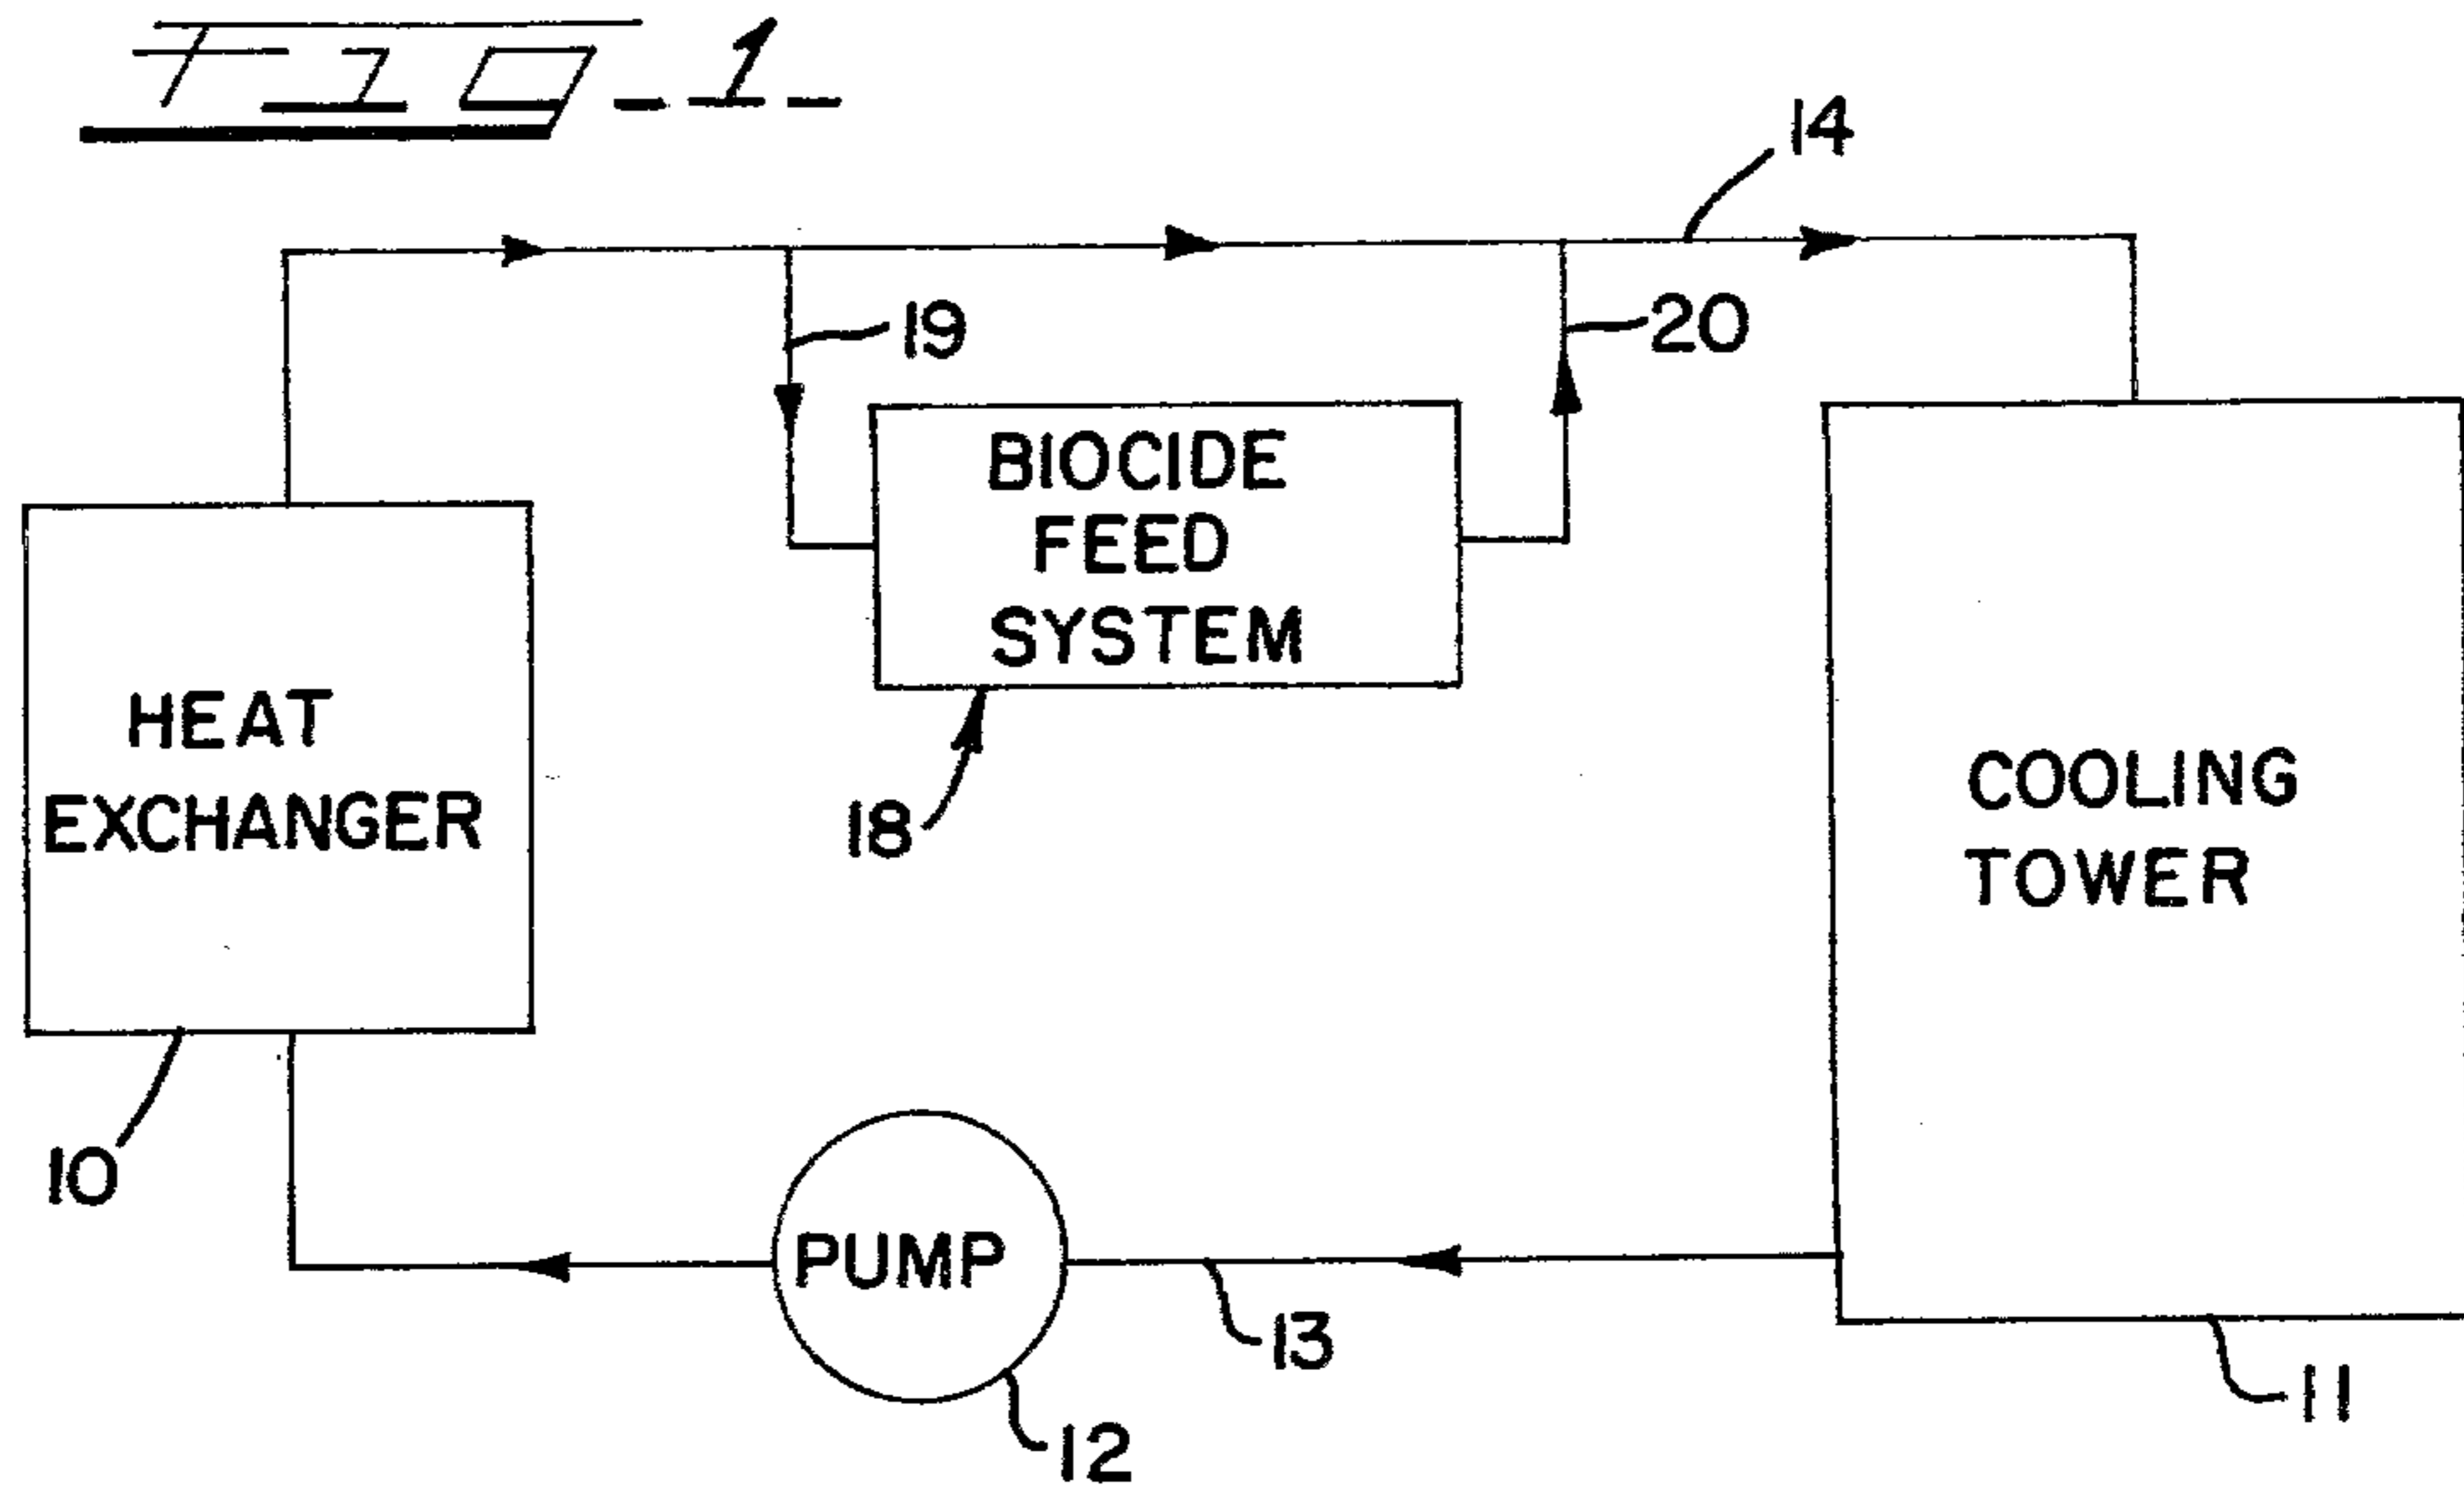 FIG-1-
14
19
20
BIOCIDE
FEED
SYSTEM
HEAT
EXCHANGER
18
COOLING
TOWER
10
PUMP
13
12
11